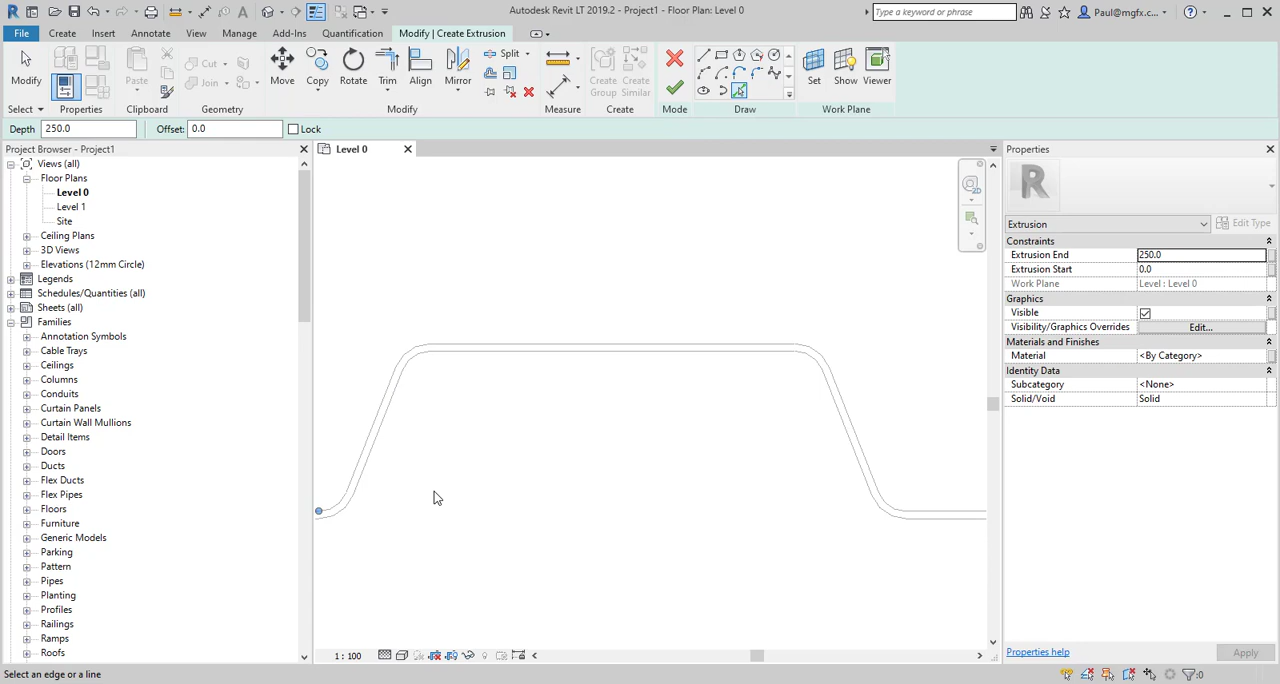 Autodesk Revit LT 2019.2 - Project1 - Floor Plan: Level 0
Type a keyword or phrase
Paul@mgfx.c...
File Create Insert Annotate View Manage Add-Ins Quantification Modify | Create Extrusion
Modify
Paste
Cut
Join
Move Copy Rotate Trim Align Mirror
Split
Create Group
Create Similar
Set Show Viewer
Select Properties Clipboard Geometry Modify Measure Create Mode Draw Work Plane
Depth 250.0 Offset: 0.0 Lock
Project Browser - Project1
Views (all)
Floor Plans
Level 0
Level 1
Site
Ceiling Plans
3D Views
Elevations (12mm Circle)
Legends
Schedules/Quantities (all)
Sheets (all)
Families
Annotation Symbols
Cable Trays
Ceilings
Columns
Conduits
Curtain Panels
Curtain Wall Mullions
Detail Items
Doors
Ducts
Flex Ducts
Flex Pipes
Floors
Furniture
Generic Models
Parking
Pattern
Pipes
Planting
Profiles
Railings
Ramps
Roofs
Level 0
2D
1 : 100
Properties
R
Extrusion
Edit Type
Constraints
Extrusion End 250.0
Extrusion Start 0.0
Work Plane Level : Level 0
Graphics
Visible
Visibility/Graphics Overrides Edit...
Materials and Finishes
Material <By Category>
Identity Data
Subcategory <None>
Solid/Void Solid
Properties help
Apply
Select an edge or a line
:0